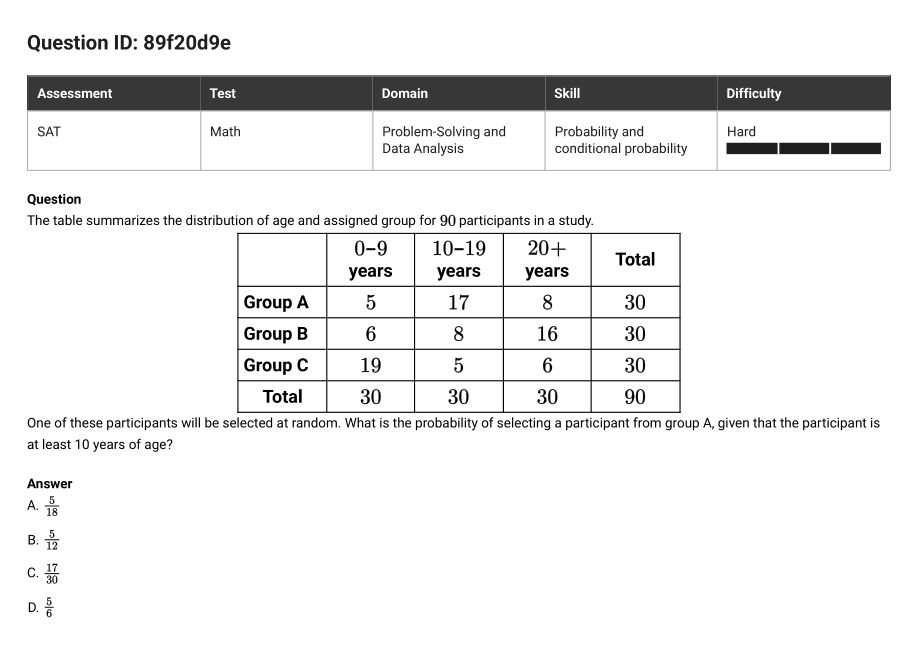 Question ID: 89f20d9e
Assessment Test Domain Skill Difficulty
SAT Math Problem-Solving and Data Analysis Probability and conditional probability Hard
Question
The table summarizes the distribution of age and assigned group for 90 participants in a study.
0–9 years 10–19 years 20+ years Total
Group A 5 17 8 30
Group B 6 8 16 30
Group C 19 5 6 30
Total 30 30 30 90
One of these participants will be selected at random. What is the probability of selecting a participant from group A, given that the participant is
at least 10 years of age?
Answer
A. 5/18
B. 5/12
C. 17/30
D. 5/6